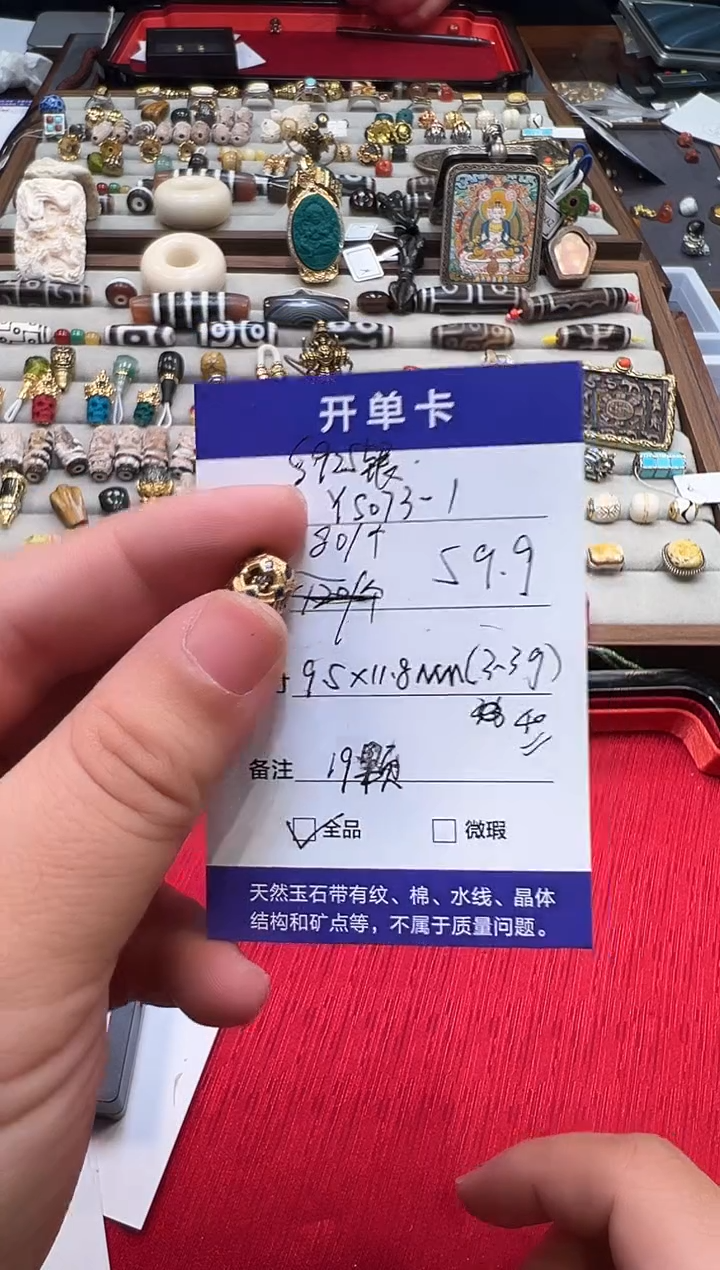 开单卡
S925银
YS073-1
80/个
59.9
120/个
9.5×11.8mm(3.3g)
40
备注 19颗
全品 微瑕
天然玉石带有纹、棉、水线、晶体
结构和矿点等，不属于质量问题。